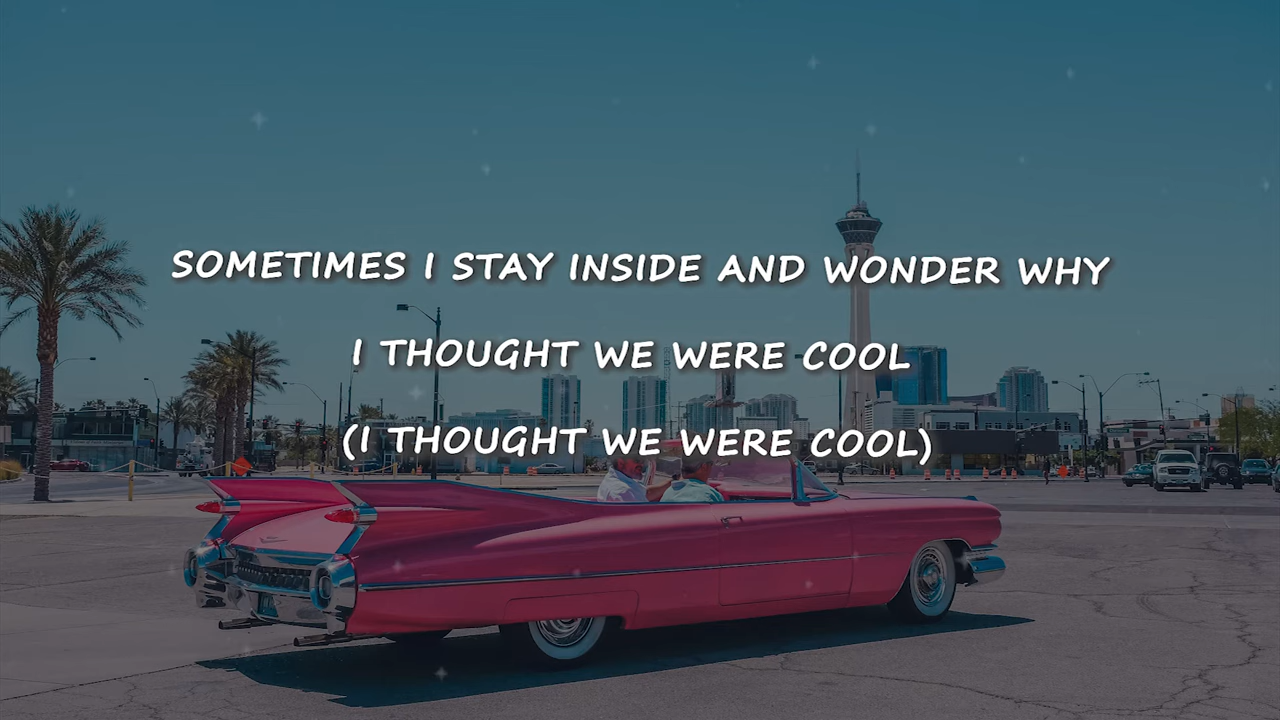 SOMETIMES I STAY INSIDE AND WONDER WHY
I THOUGHT WE WERE COOL
(I THOUGHT WE WERE COOL)